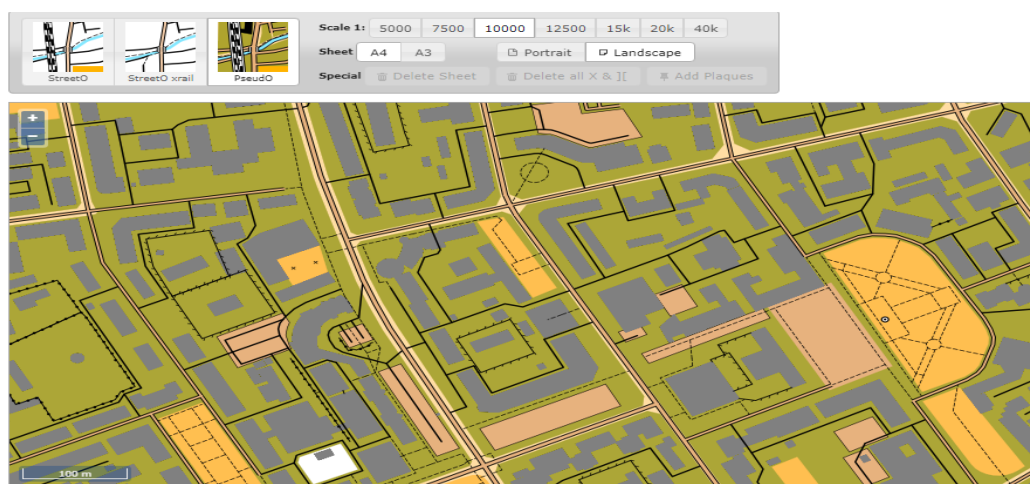 Scale 1: 5000 7500 10000 12500 15k 20k 40k
Sheet A4 A3 Portrait Landscape
StreetO StreetO xrail PseudO
Special Delete Sheet Delete all X & ][ Add Plaques
+
−
100 m